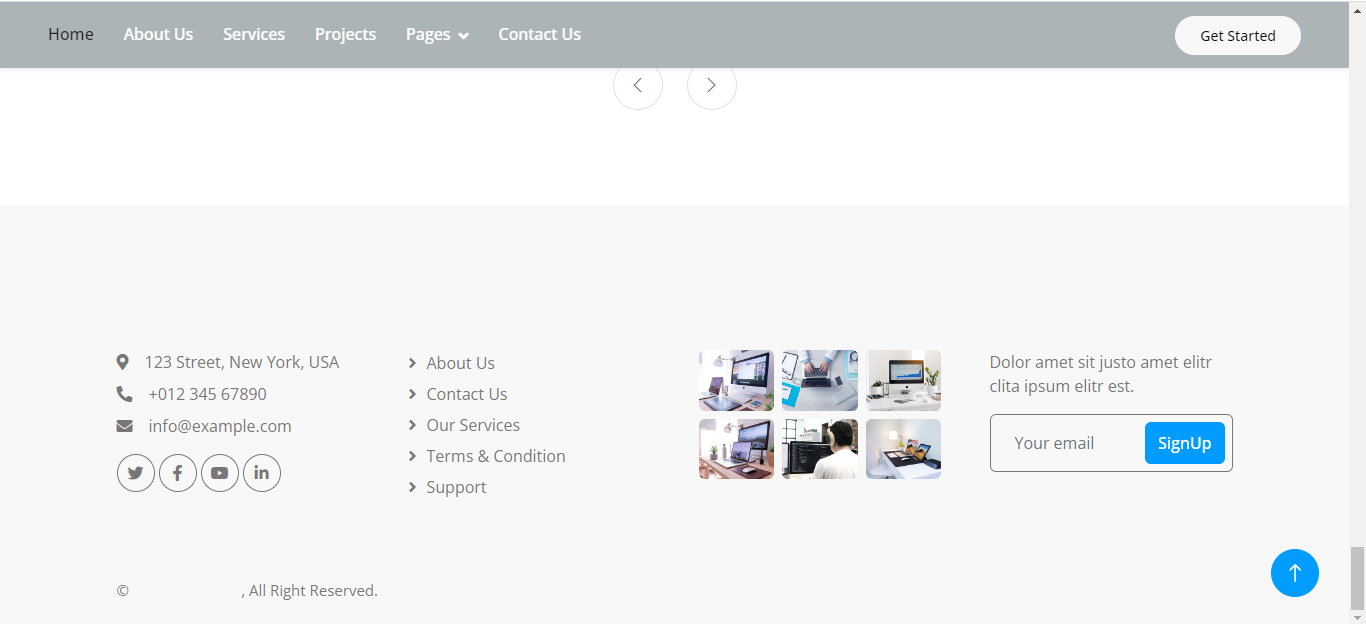 Home About Us Services Projects Pages Contact Us Get Started
123 Street, New York, USA
+012 345 67890
info@example.com
About Us
Contact Us
Our Services
Terms & Condition
Support
Dolor amet sit justo amet elitr
clita ipsum elitr est.
Your email SignUp
© , All Right Reserved.